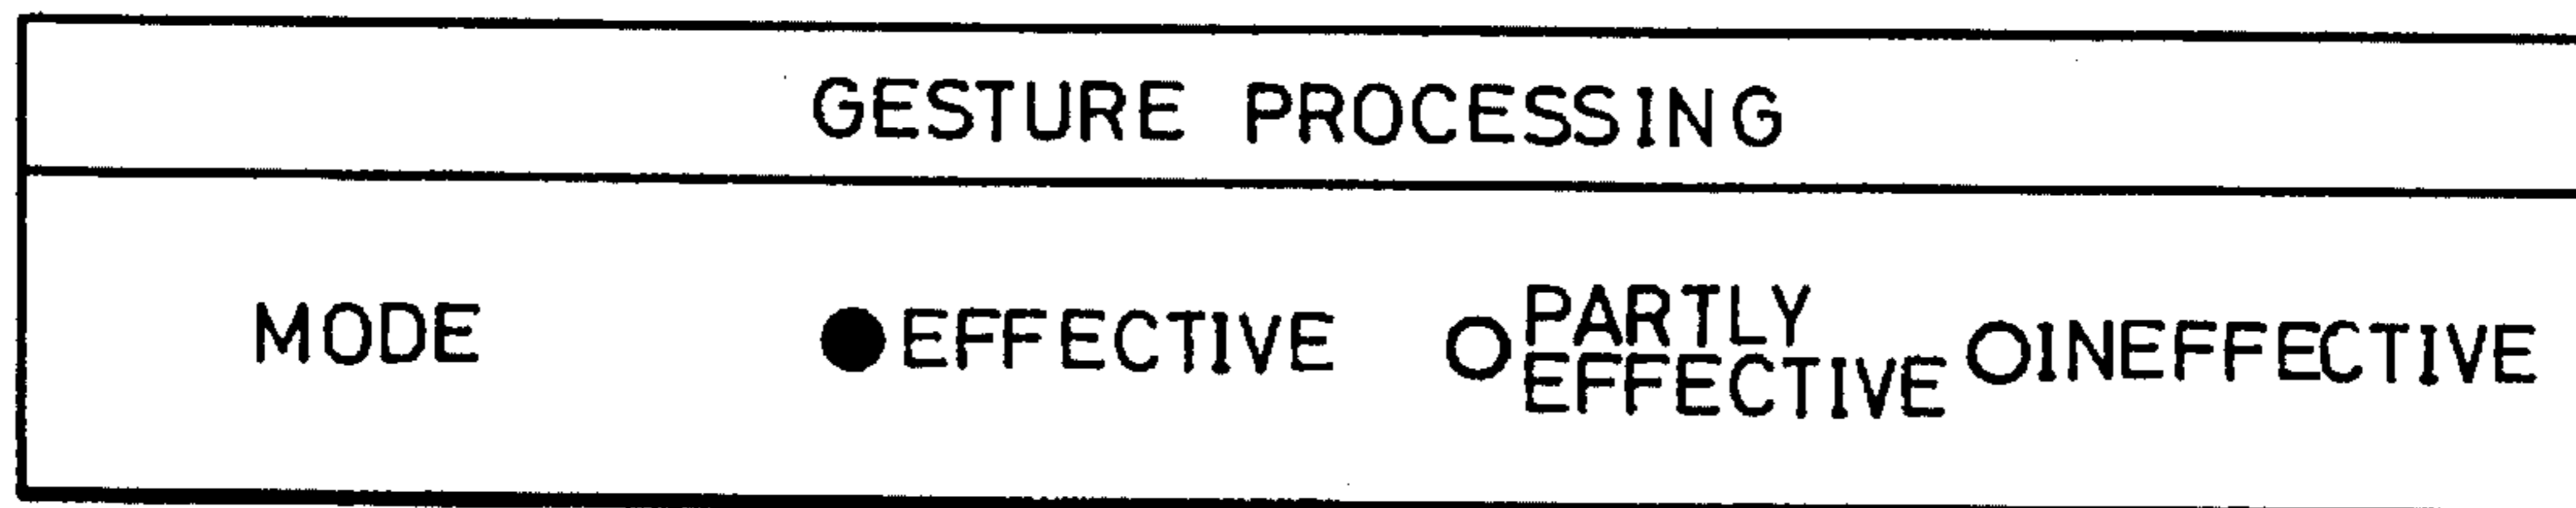 GESTURE PROCESSING
MODE ●EFFECTIVE ○PARTLY EFFECTIVE ○INEFFECTIVE